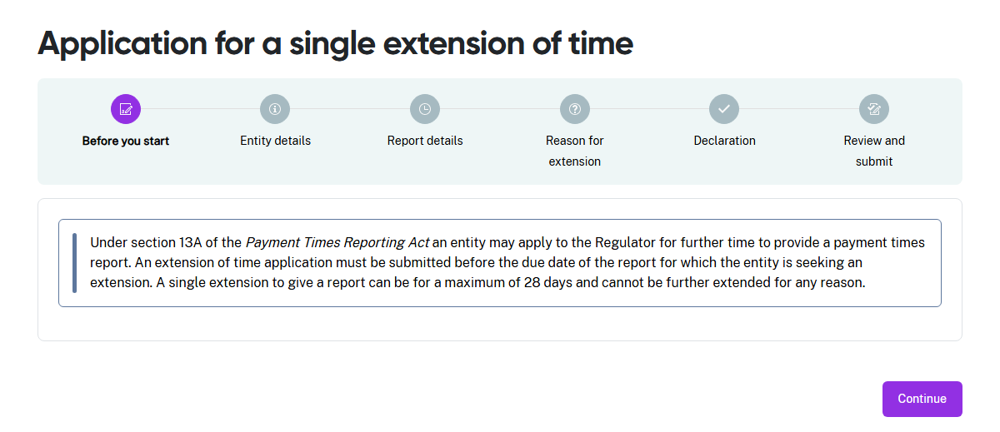 Application for a single extension of time
Before you start
Entity details
Report details
Reason for
extension
Declaration
Review and
submit
Under section 13A of the Payment Times Reporting Act an entity may apply to the Regulator for further time to provide a payment times
report. An extension of time application must be submitted before the due date of the report for which the entity is seeking an
extension. A single extension to give a report can be for a maximum of 28 days and cannot be further extended for any reason.
Continue